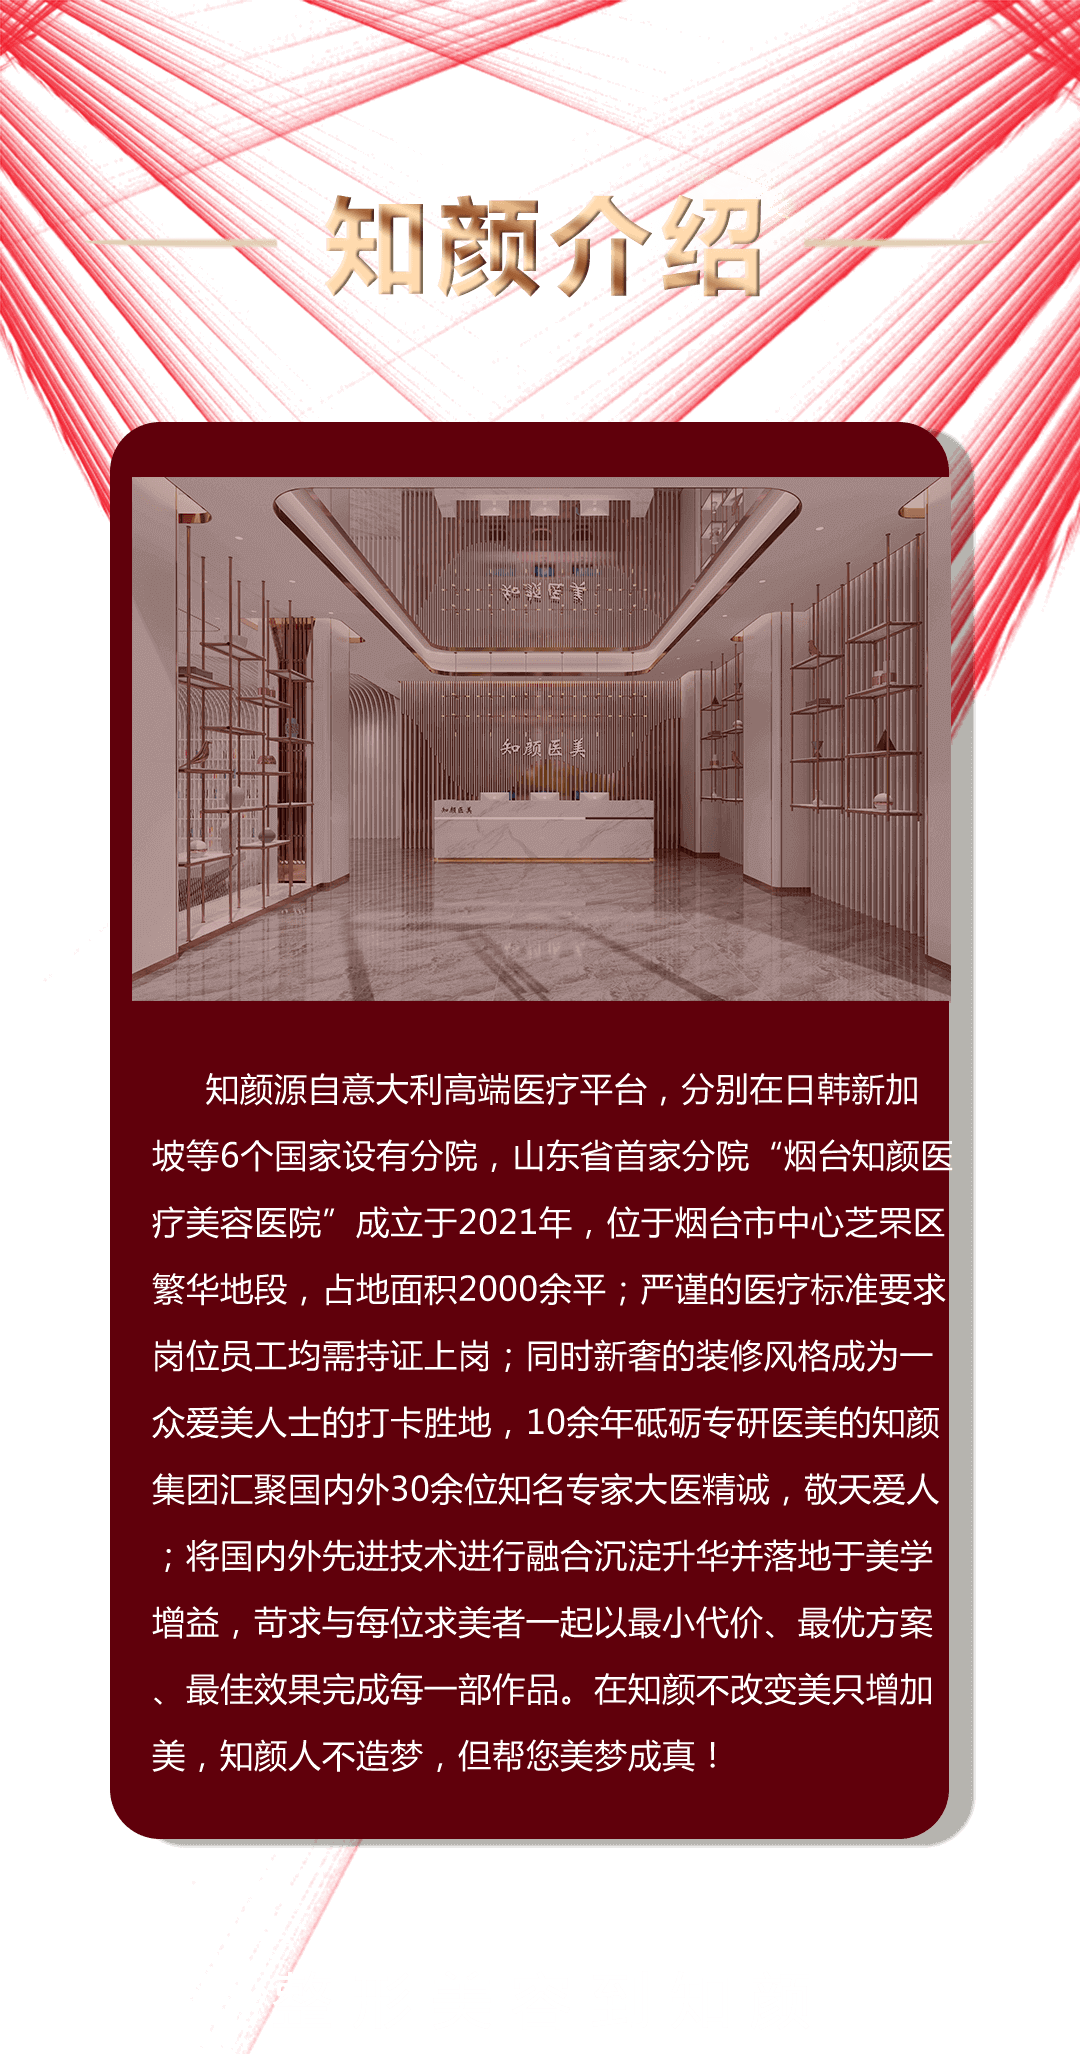 知颜介绍
知颜医美
知颜医美
知颜医美
知颜源自意大利高端医疗平台，分别在日韩新加
坡等6个国家设有分院，山东省首家分院“烟台知颜医
疗美容医院”成立于2021年，位于烟台市中心芝罘区
繁华地段，占地面积2000余平；严谨的医疗标准要求
岗位员工均需持证上岗；同时新奢的装修风格成为一
众爱美人士的打卡胜地，10余年砥砺专研医美的知颜
集团汇聚国内外30余位知名专家大医精诚，敬天爱人
；将国内外先进技术进行融合沉淀升华并落地于美学
增益，苛求与每位求美者一起以最小代价、最优方案
、最佳效果完成每一部作品。在知颜不改变美只增加
美，知颜人不造梦，但帮您美梦成真！